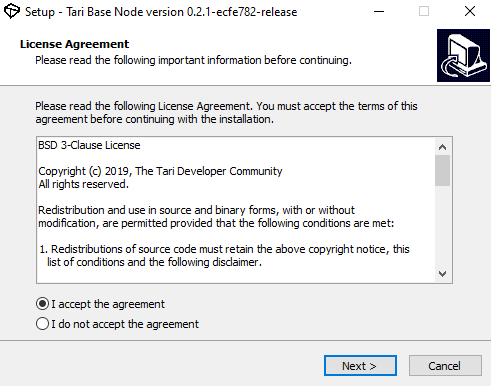 Setup - Tari Base Node version 0.2.1-ecfe782-release
License Agreement
Please read the following important information before continuing.
Please read the following License Agreement. You must accept the terms of this
agreement before continuing with the installation.
BSD 3-Clause License
Copyright (c) 2019, The Tari Developer Community
All rights reserved.
Redistribution and use in source and binary forms, with or without
modification, are permitted provided that the following conditions are met:
1. Redistributions of source code must retain the above copyright notice, this
list of conditions and the following disclaimer.
I accept the agreement
I do not accept the agreement
Next >
Cancel